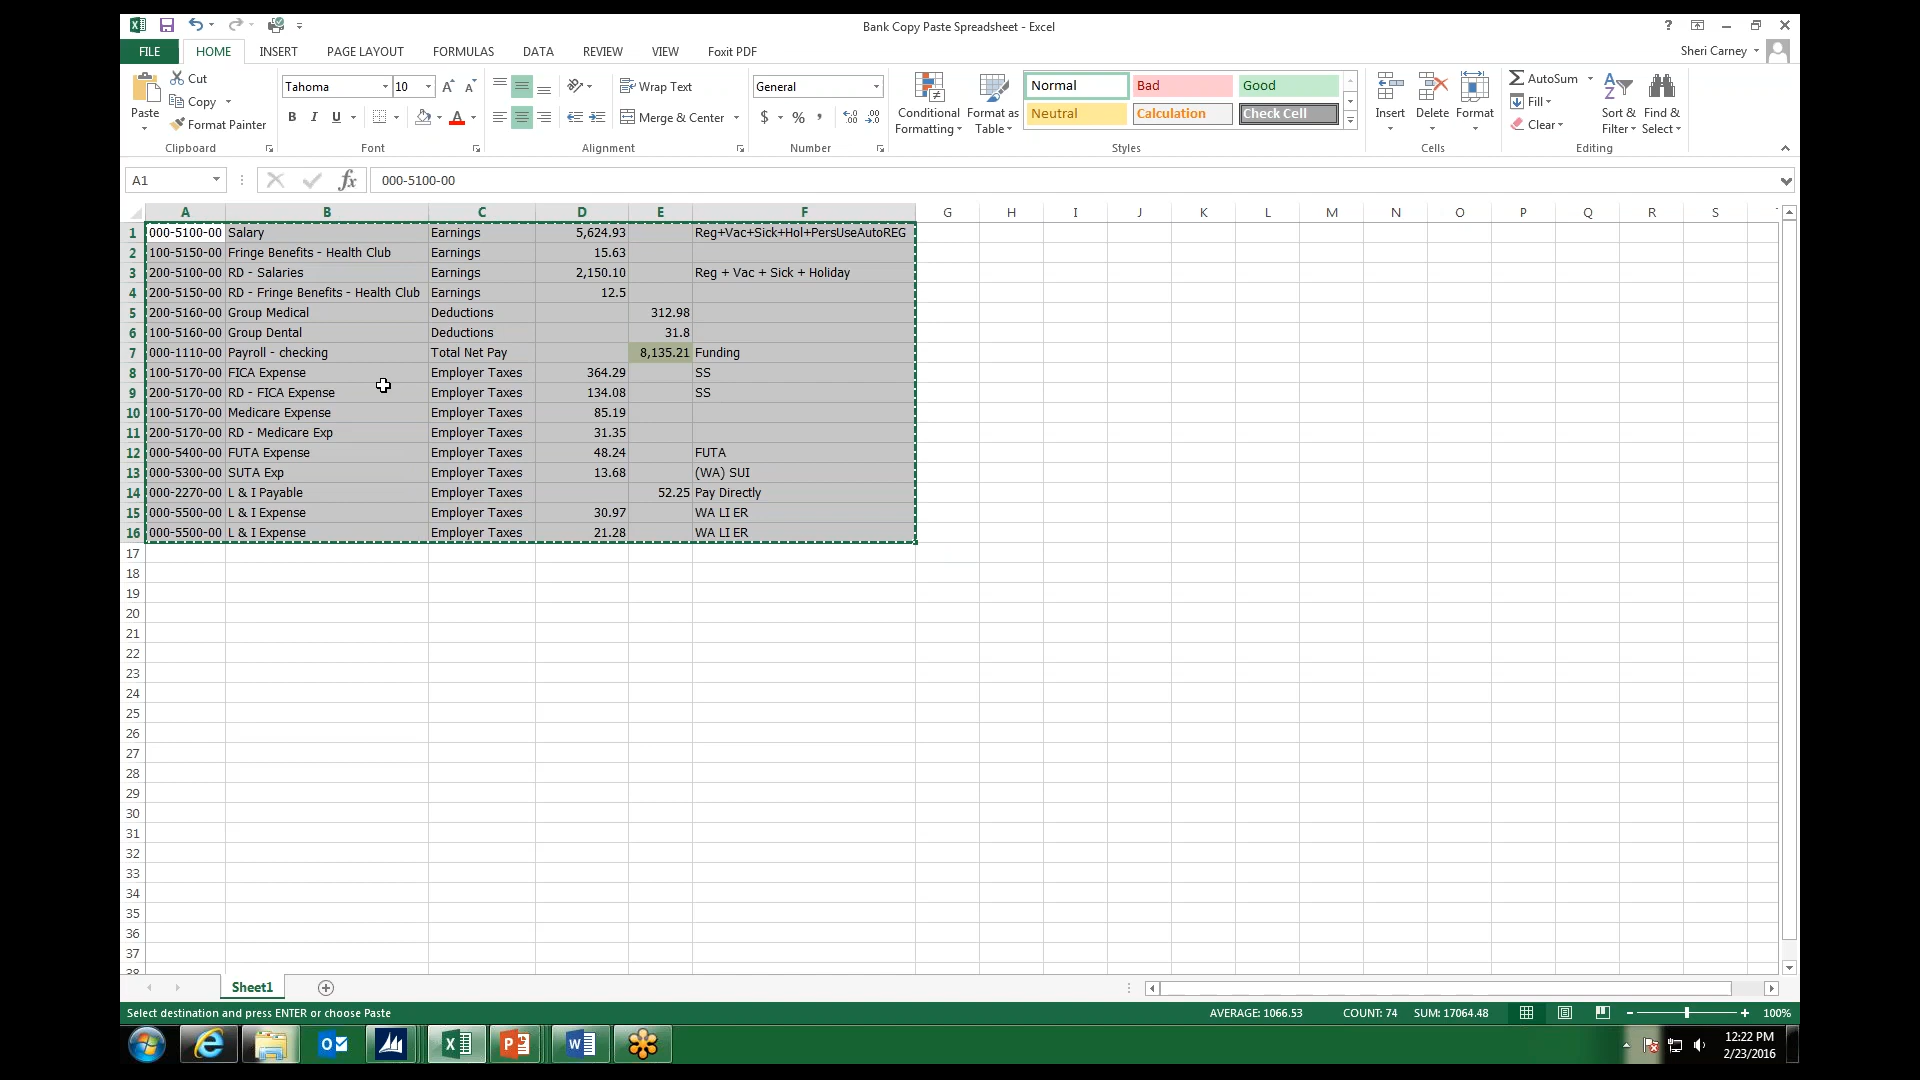 Bank Copy Paste Spreadsheet - Excel
?
FILE HOME INSERT PAGE LAYOUT FORMULAS DATA REVIEW VIEW Foxit PDF
Sheri Carney
Paste
Cut
Copy
Format Painter
Clipboard
Tahoma 10
B I U
Font
Wrap Text
Merge & Center
Alignment
General
$ % ,
Number
Conditional Formatting
Format as Table
Normal Bad Good
Neutral Calculation Check Cell
Styles
Insert Delete Format
Cells
AutoSum
Fill
Clear
Sort & Filter
Find & Select
Editing
A1 fx 000-5100-00
A B C D E F G H I J K L M N O P Q R S
1 000-5100-00 Salary Earnings 5,624.93 Reg+Vac+Sick+Hol+PersUseAutoREG
2 100-5150-00 Fringe Benefits - Health Club Earnings 15.63
3 200-5100-00 RD - Salaries Earnings 2,150.10 Reg + Vac + Sick + Holiday
4 200-5150-00 RD - Fringe Benefits - Health Club Earnings 12.5
5 200-5160-00 Group Medical Deductions 312.98
6 100-5160-00 Group Dental Deductions 31.8
7 000-1110-00 Payroll - checking Total Net Pay 8,135.21 Funding
8 100-5170-00 FICA Expense Employer Taxes 364.29 SS
9 200-5170-00 RD - FICA Expense Employer Taxes 134.08 SS
10 100-5170-00 Medicare Expense Employer Taxes 85.19
11 200-5170-00 RD - Medicare Exp Employer Taxes 31.35
12 000-5400-00 FUTA Expense Employer Taxes 48.24 FUTA
13 000-5300-00 SUTA Exp Employer Taxes 13.68 (WA) SUI
14 000-2270-00 L & I Payable Employer Taxes 52.25 Pay Directly
15 000-5500-00 L & I Expense Employer Taxes 30.97 WA LI ER
16 000-5500-00 L & I Expense Employer Taxes 21.28 WA LI ER
17
18
19
20
21
22
23
24
25
26
27
28
29
30
31
32
33
34
35
36
37
38
Sheet1
Select destination and press ENTER or choose Paste AVERAGE: 1066.53 COUNT: 74 SUM: 17064.48 100%
12:22 PM
2/23/2016